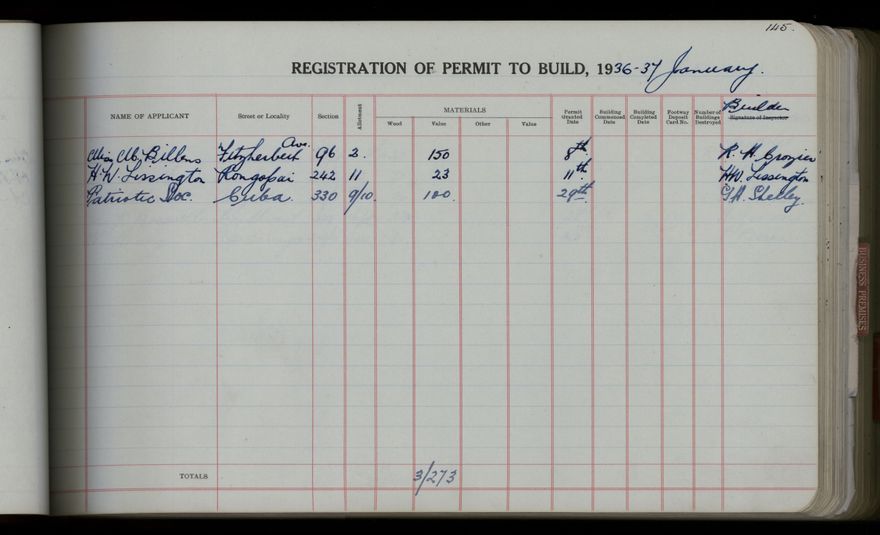 145.
REGISTRATION OF PERMIT TO BUILD, 1936-37 January.
NAME OF APPLICANT Street or Locality Section Allotment MATERIALS Wood Value Other Value Permit Granted Date Building Commenced Date Building Completed Date Footway Deposit Card No. Number of Buildings Destroyed Builder Signature of Inspector
Miss M. Billens Fitzherbert Ave. 96 2. 150 8th. R. H. Crozier
H. W. Lissington Rongopai 242 11 23 11th. H.W. Lissington
Patriotic Soc. Cuba. 330 9/10. 100. 29th. G.H. Shelley.
TOTALS 3/273
BUSINESS PREMISES